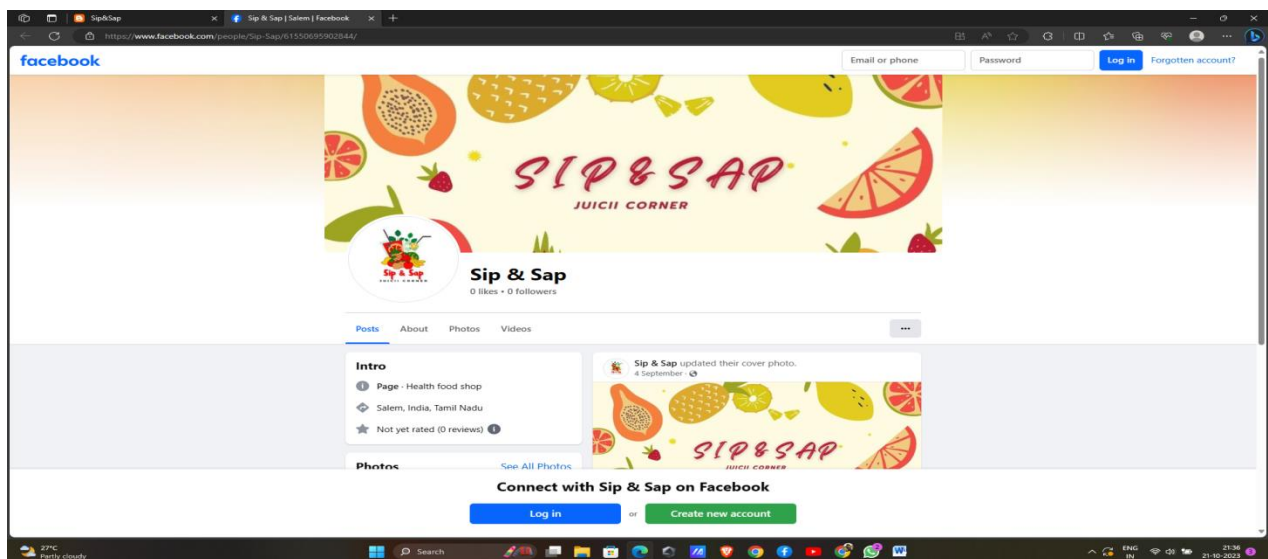 Sip&Sap
Sip & Sap | Salem | Facebook
https://www.facebook.com/people/Sip-Sap/61550695902844/
facebook
Email or phone
Password
Log in
Forgotten account?
SIP & SAP
JUICII CORNER
Sip & Sap
JUICII CORNER
Sip & Sap
0 likes • 0 followers
Posts
About
Photos
Videos
Intro
Page · Health food shop
Salem, India, Tamil Nadu
Not yet rated (0 reviews)
Photos
See All Photos
Sip & Sap updated their cover photo.
4 September ·
SIP & SAP
JUICII CORNER
Connect with Sip & Sap on Facebook
Log in
or
Create new account
27°C
Partly cloudy
Search
ENG
IN
21:36
21-10-2023